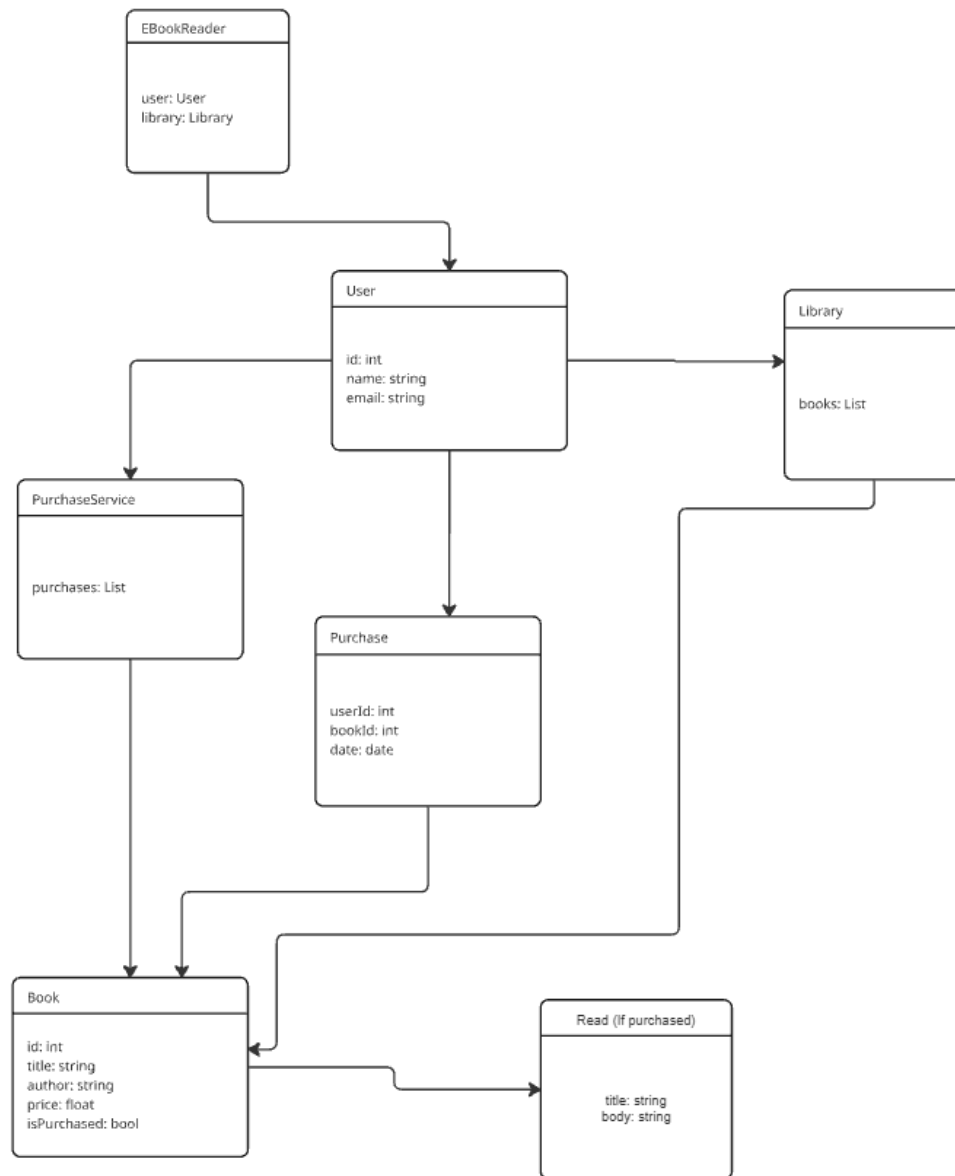 EBookReader
user: User
library: Library
User
id: int
name: string
email: string
Library
books: List
PurchaseService
purchases: List
Purchase
userId: int
bookId: int
date: date
Book
id: int
title: string
author: string
price: float
isPurchased: bool
Read (If purchased)
title: string
body: string